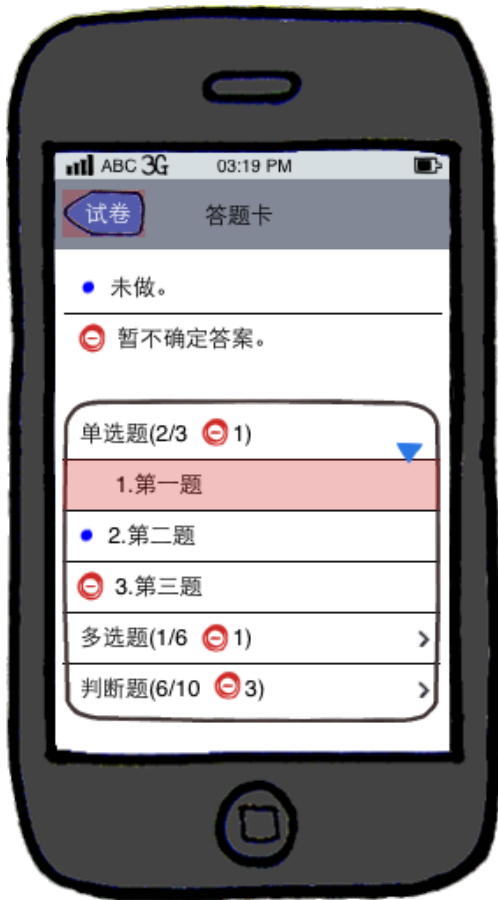 ABC 3G 03:19 PM
试卷 答题卡
未做。
暂不确定答案。
单选题(2/3 1)
1.第一题
2.第二题
3.第三题
多选题(1/6 1)
判断题(6/10 3)